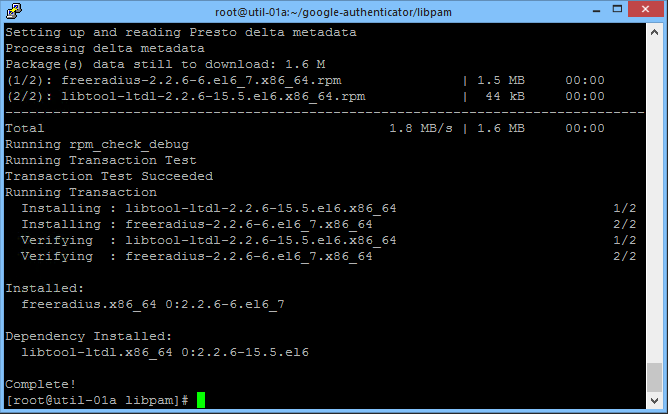 root@util-01a:~/google-authenticator/libpam
Setting up and reading Presto delta metadata
Processing delta metadata
Package(s) data still to download: 1.6 M
(1/2): freeradius-2.2.6-6.el6_7.x86_64.rpm | 1.5 MB 00:00
(2/2): libtool-ltdl-2.2.6-15.5.el6.x86_64.rpm | 44 kB 00:00
--------------------------------------------------------------------------------
Total 1.8 MB/s | 1.6 MB 00:00
Running rpm_check_debug
Running Transaction Test
Transaction Test Succeeded
Running Transaction
Installing : libtool-ltdl-2.2.6-15.5.el6.x86_64 1/2
Installing : freeradius-2.2.6-6.el6_7.x86_64 2/2
Verifying : libtool-ltdl-2.2.6-15.5.el6.x86_64 1/2
Verifying : freeradius-2.2.6-6.el6_7.x86_64 2/2
Installed:
freeradius.x86_64 0:2.2.6-6.el6_7
Dependency Installed:
libtool-ltdl.x86_64 0:2.2.6-15.5.el6
Complete!
[root@util-01a libpam]#